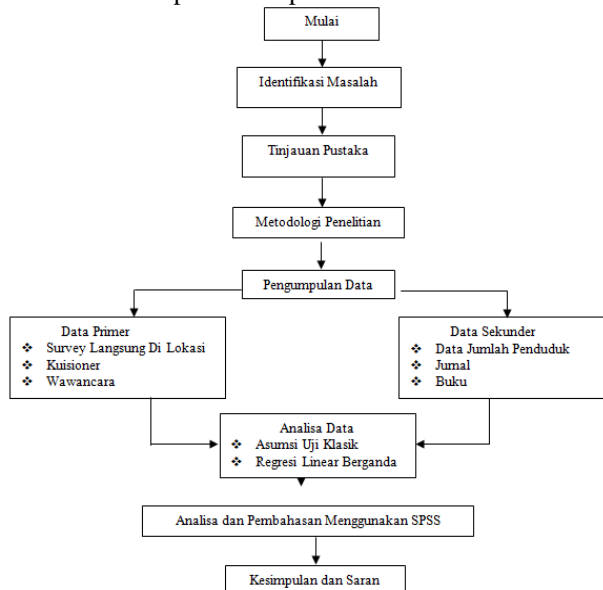 Mulai
Identifikasi Masalah
Tinjauan Pustaka
Metodologi Penelitian
Pengumpulan Data
Data Primer
❖ Survey Langsung Di Lokasi
❖ Kuisioner
❖ Wawancara
Data Sekunder
❖ Data Jumlah Penduduk
❖ Jurnal
❖ Buku
Analisa Data
❖ Asumsi Uji Klasik
❖ Regresi Linear Berganda
Analisa dan Pembahasan Menggunakan SPSS
Kesimpulan dan Saran